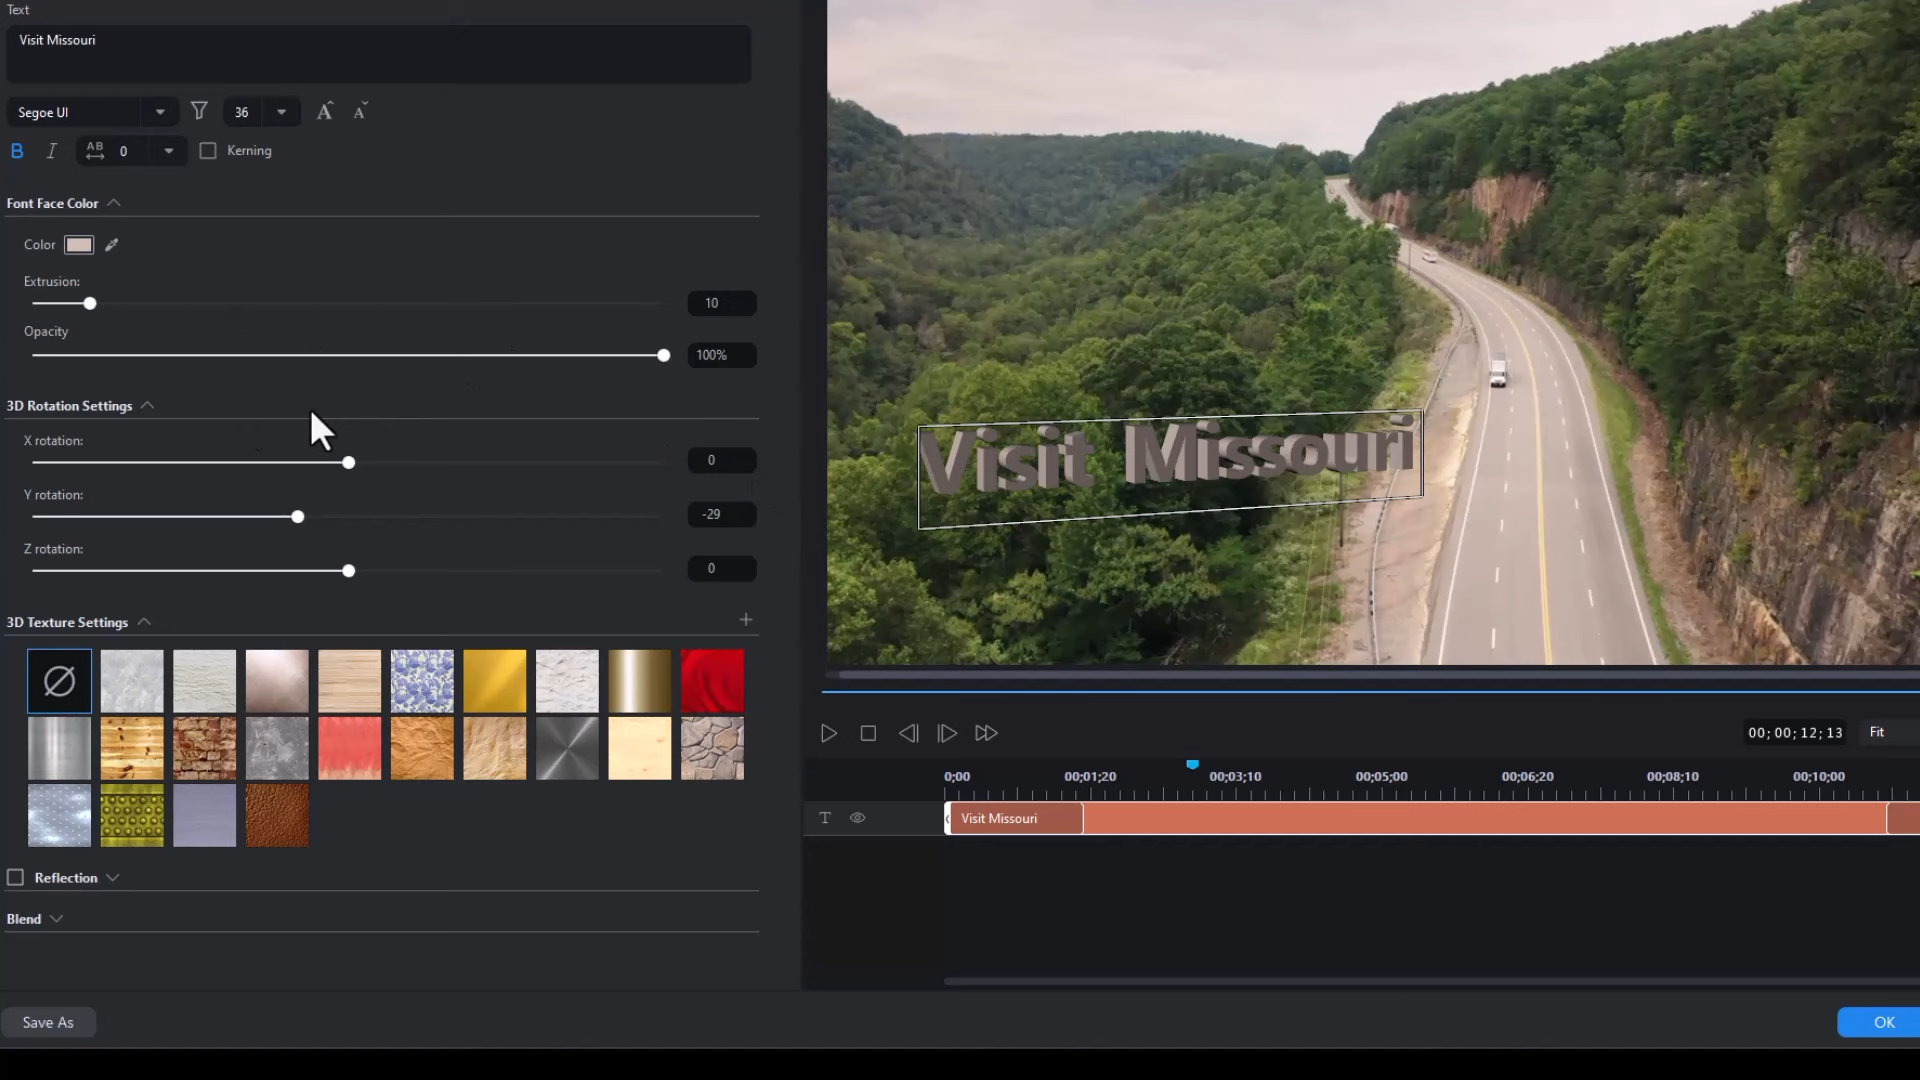 Text
Visit Missouri
Segoe UI
36
B I AB 0 Kerning
Font Face Color
Color
Extrusion:
10
Opacity
100%
3D Rotation Settings
X rotation:
0
Y rotation:
-29
Z rotation:
0
3D Texture Settings
Reflection
Blend
Save As
Visit Missouri
00; 00; 12; 13
Fit
0;00 00;01;20 00;03;10 00;05;00 00;06;20 00;08;10 00;10;00
T Visit Missouri
OK